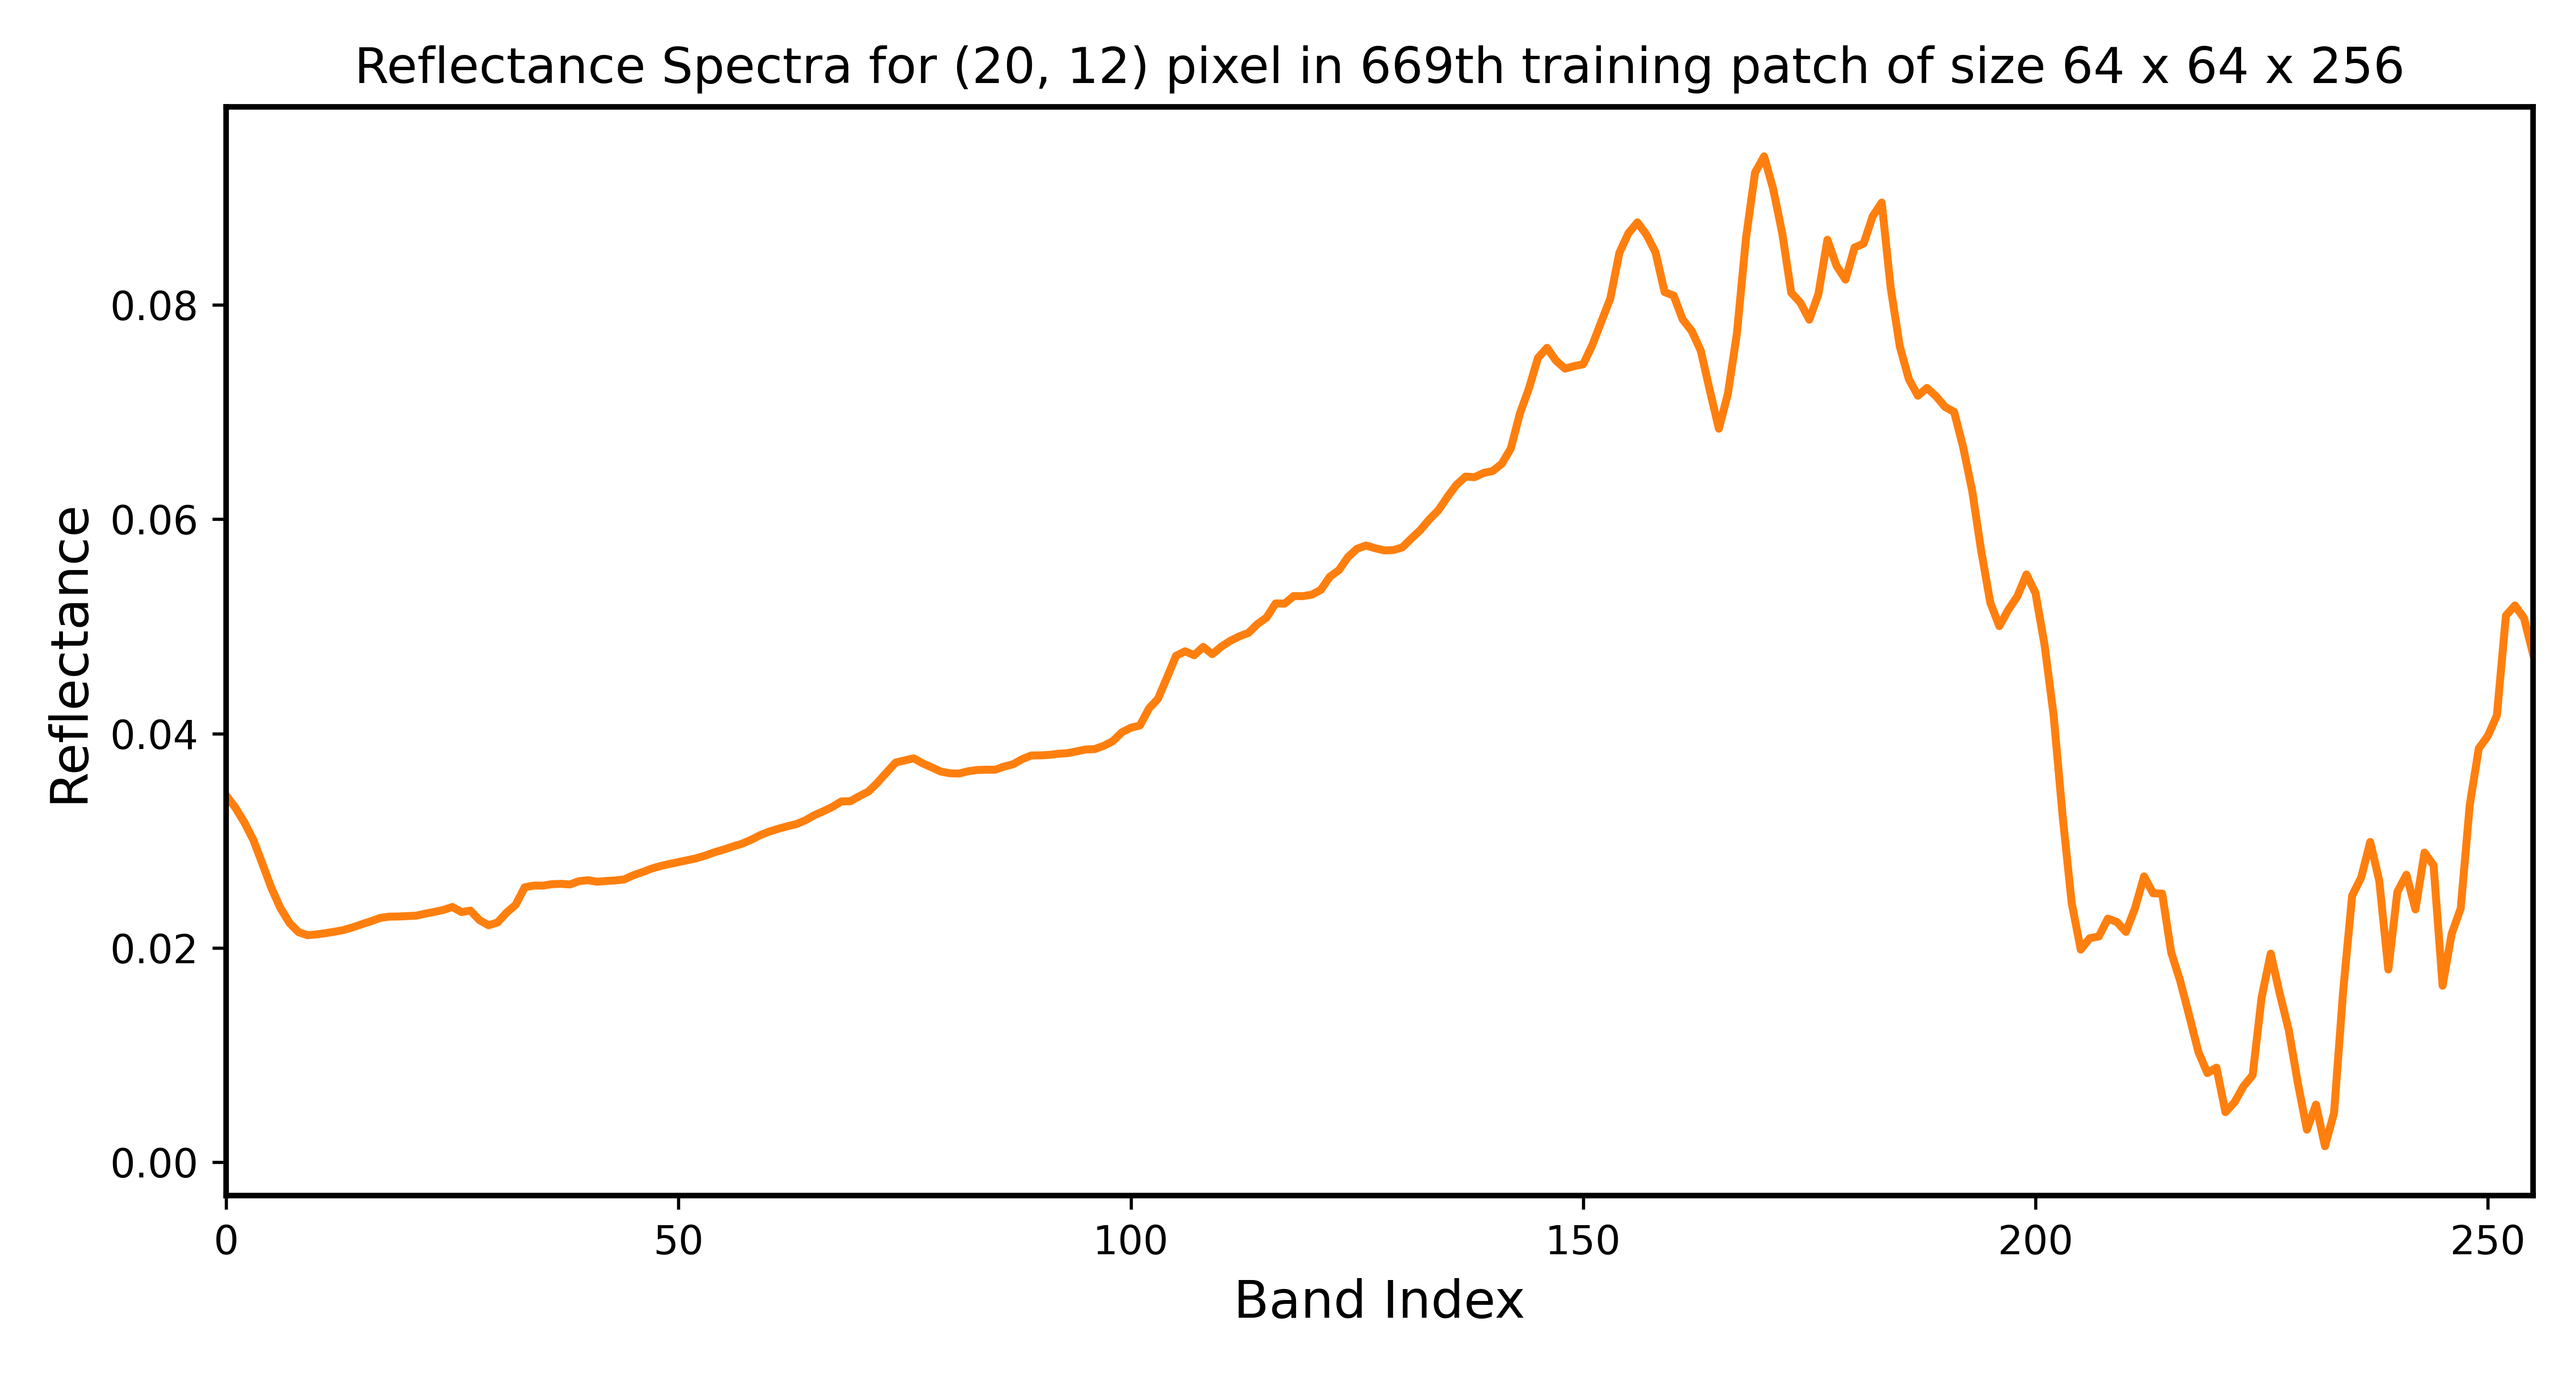 Reflectance Spectra for (20, 12) pixel in 669th training patch of size 64 x 64 x 256
Reflectance
0.08
0.06
0.04
0.02
0.00
0 50 100 150 200 250
Band Index